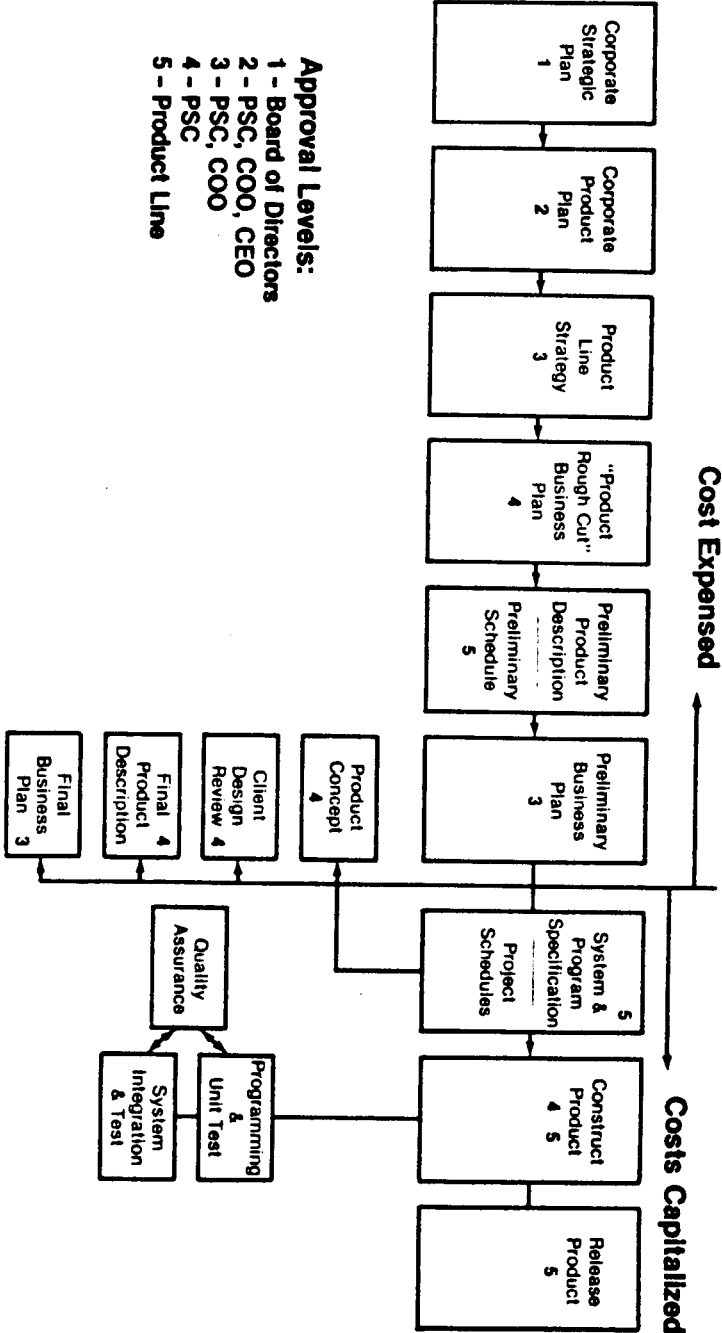 Cost Expensed
Costs Capitalized
Corporate
Strategic
Plan
1
Corporate
Product
Plan
2
Product
Line
Strategy
3
"Product
Rough Cut"
Business
Plan
4
Preliminary
Product
Description
Preliminary
Schedule
5
Preliminary
Business
Plan
3
5
System &
Program
Specification
Project
Schedules
Construct
Product
4 5
Release
Product
5
Product
Concept
4
Client
Design
Review 4
Final 4
Product
Description
Final
Business
Plan 3
Programming
&
Unit Test
Quality
Assurance
System
Integration
& Test
Approval Levels:
1 - Board of Directors
2 - PSC, COO, CEO
3 - PSC, COO
4 - PSC
5 - Product Line